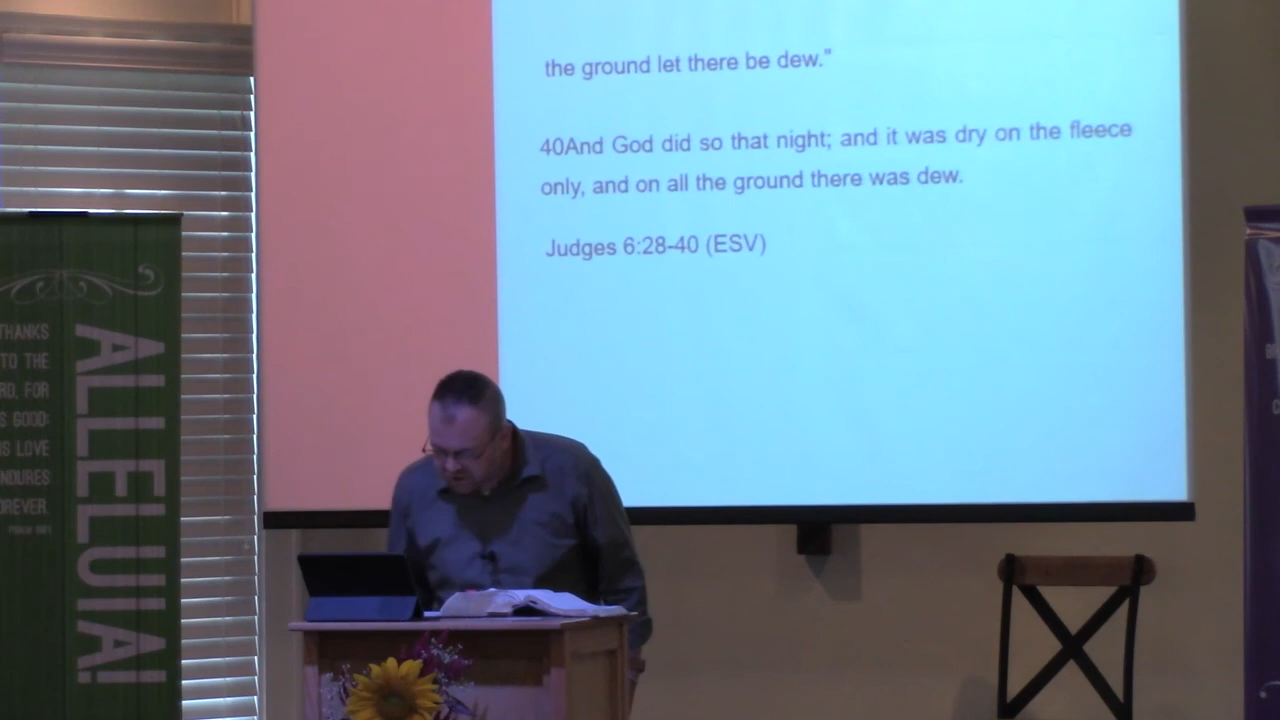 the ground let there be dew."
40And God did so that night; and it was dry on the fleece
only, and on all the ground there was dew.
Judges 6:28-40 (ESV)
THANKS
TO THE
RD, FOR
S GOOD:
S LOVE
NDURES
OREVER.
ALLELUIA!